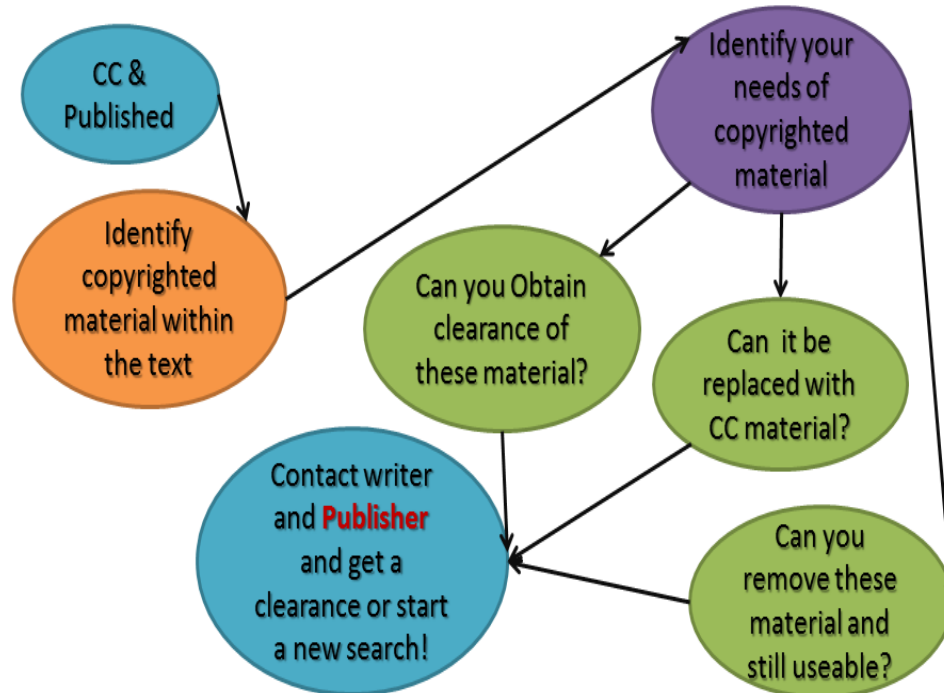 CC &
Published
Identify
copyrighted
material within
the text
Identify your
needs of
copyrighted
material
Can you Obtain
clearance of
these material?
Can it be
replaced with
CC material?
Can you
remove these
material and
still useable?
Contact writer
and Publisher
and get a
clearance or start
a new search!